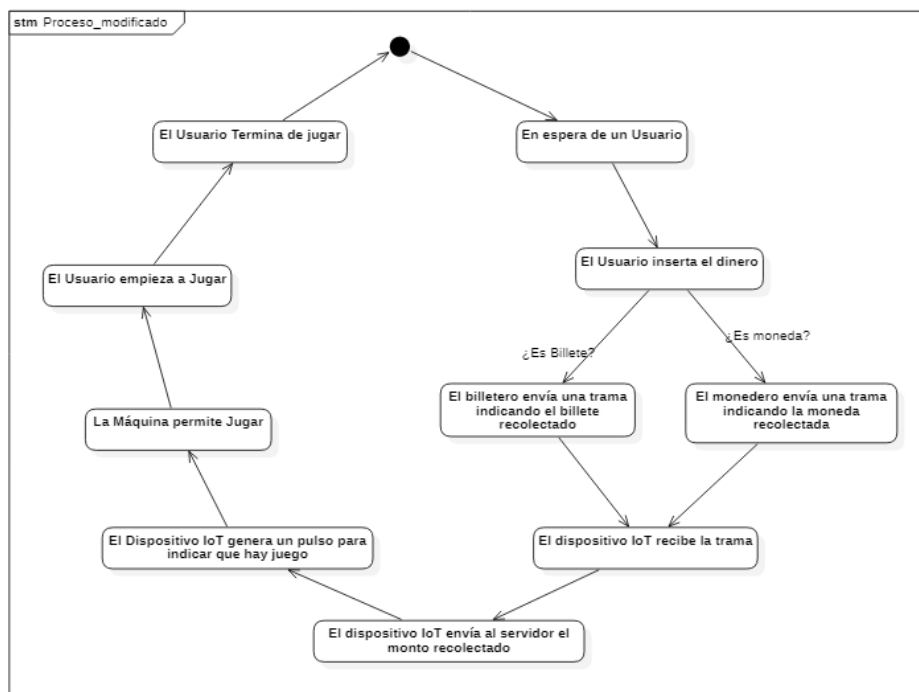 stm Proceso_modificado
El Usuario Termina de jugar
En espera de un Usuario
El Usuario inserta el dinero
El Usuario empieza a Jugar
¿Es moneda?
¿Es Billete?
El billetero envía una trama
indicando el billete
recolectado
El monedero envía una trama
indicando la moneda
recolectada
La Máquina permite Jugar
El Dispositivo IoT genera un pulso para
indicar que hay juego
El dispositivo IoT recibe la trama
El dispositivo IoT envía al servidor el
monto recolectado